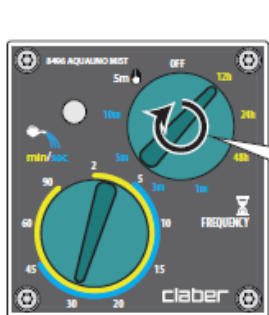 8496 AQUAUNO MIST
OFF
5m
12h
10m
24h
min/sec
5m
48h
3m
1m
2
5
90
FREQUENCY
60
10
45
15
30
20
claber